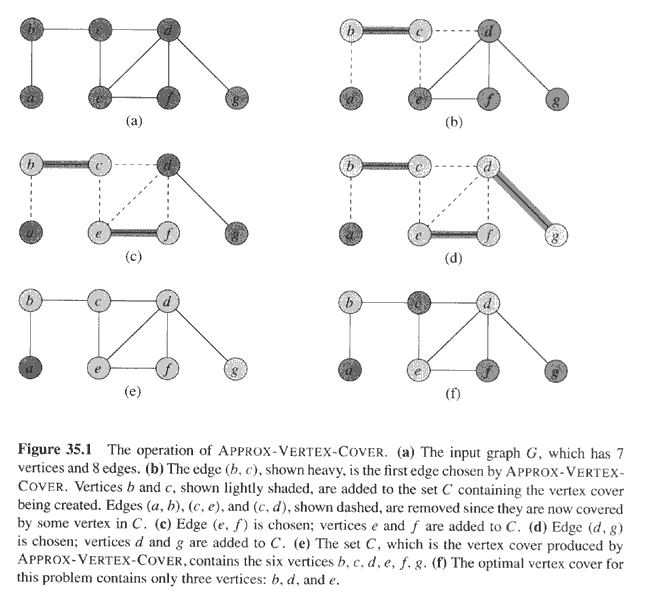 b c d
a e f g
(a)
b c d
a e f g
(b)
b c d
a e f g
(c)
b c d
a e f g
(d)
b c d
a e f g
(e)
b c d
a e f g
(f)
Figure 35.1 The operation of APPROX-VERTEX-COVER. (a) The input graph G, which has 7
vertices and 8 edges. (b) The edge (b, c), shown heavy, is the first edge chosen by APPROX-VERTEX-
COVER. Vertices b and c, shown lightly shaded, are added to the set C containing the vertex cover
being created. Edges (a, b), (c, e), and (c, d), shown dashed, are removed since they are now covered
by some vertex in C. (c) Edge (e, f) is chosen; vertices e and f are added to C. (d) Edge (d, g)
is chosen; vertices d and g are added to C. (e) The set C, which is the vertex cover produced by
APPROX-VERTEX-COVER, contains the six vertices b, c, d, e, f, g. (f) The optimal vertex cover for
this problem contains only three vertices: b, d, and e.